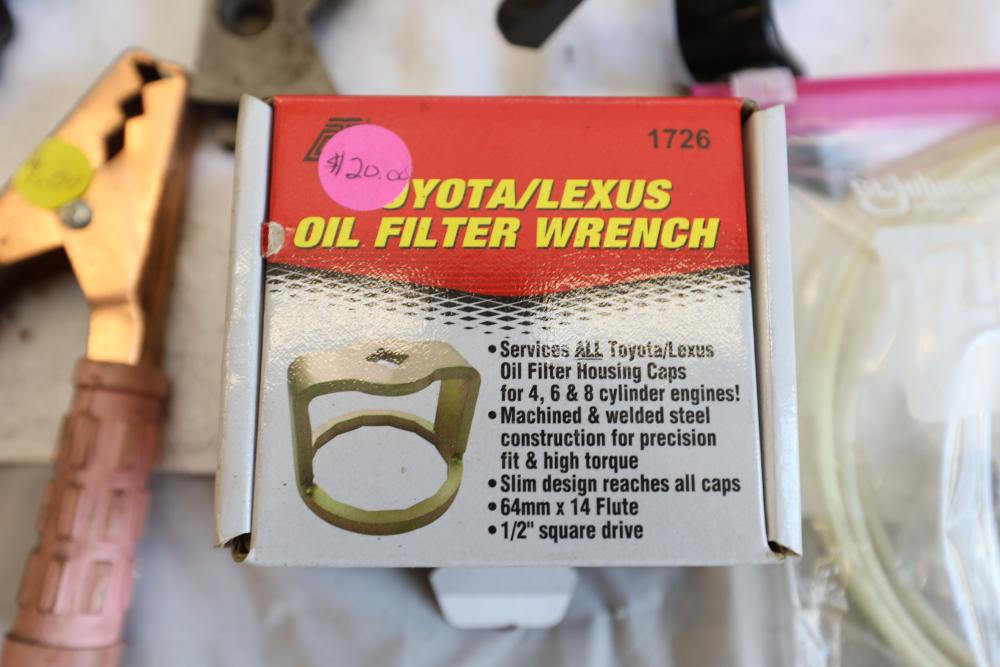 $20.00
1726
OYOTA/LEXUS
OIL FILTER WRENCH
• Services ALL Toyota/Lexus
Oil Filter Housing Caps
for 4, 6 & 8 cylinder engines!
• Machined & welded steel
construction for precision
fit & high torque
• Slim design reaches all caps
• 64mm x 14 Flute
• 1/2" square drive